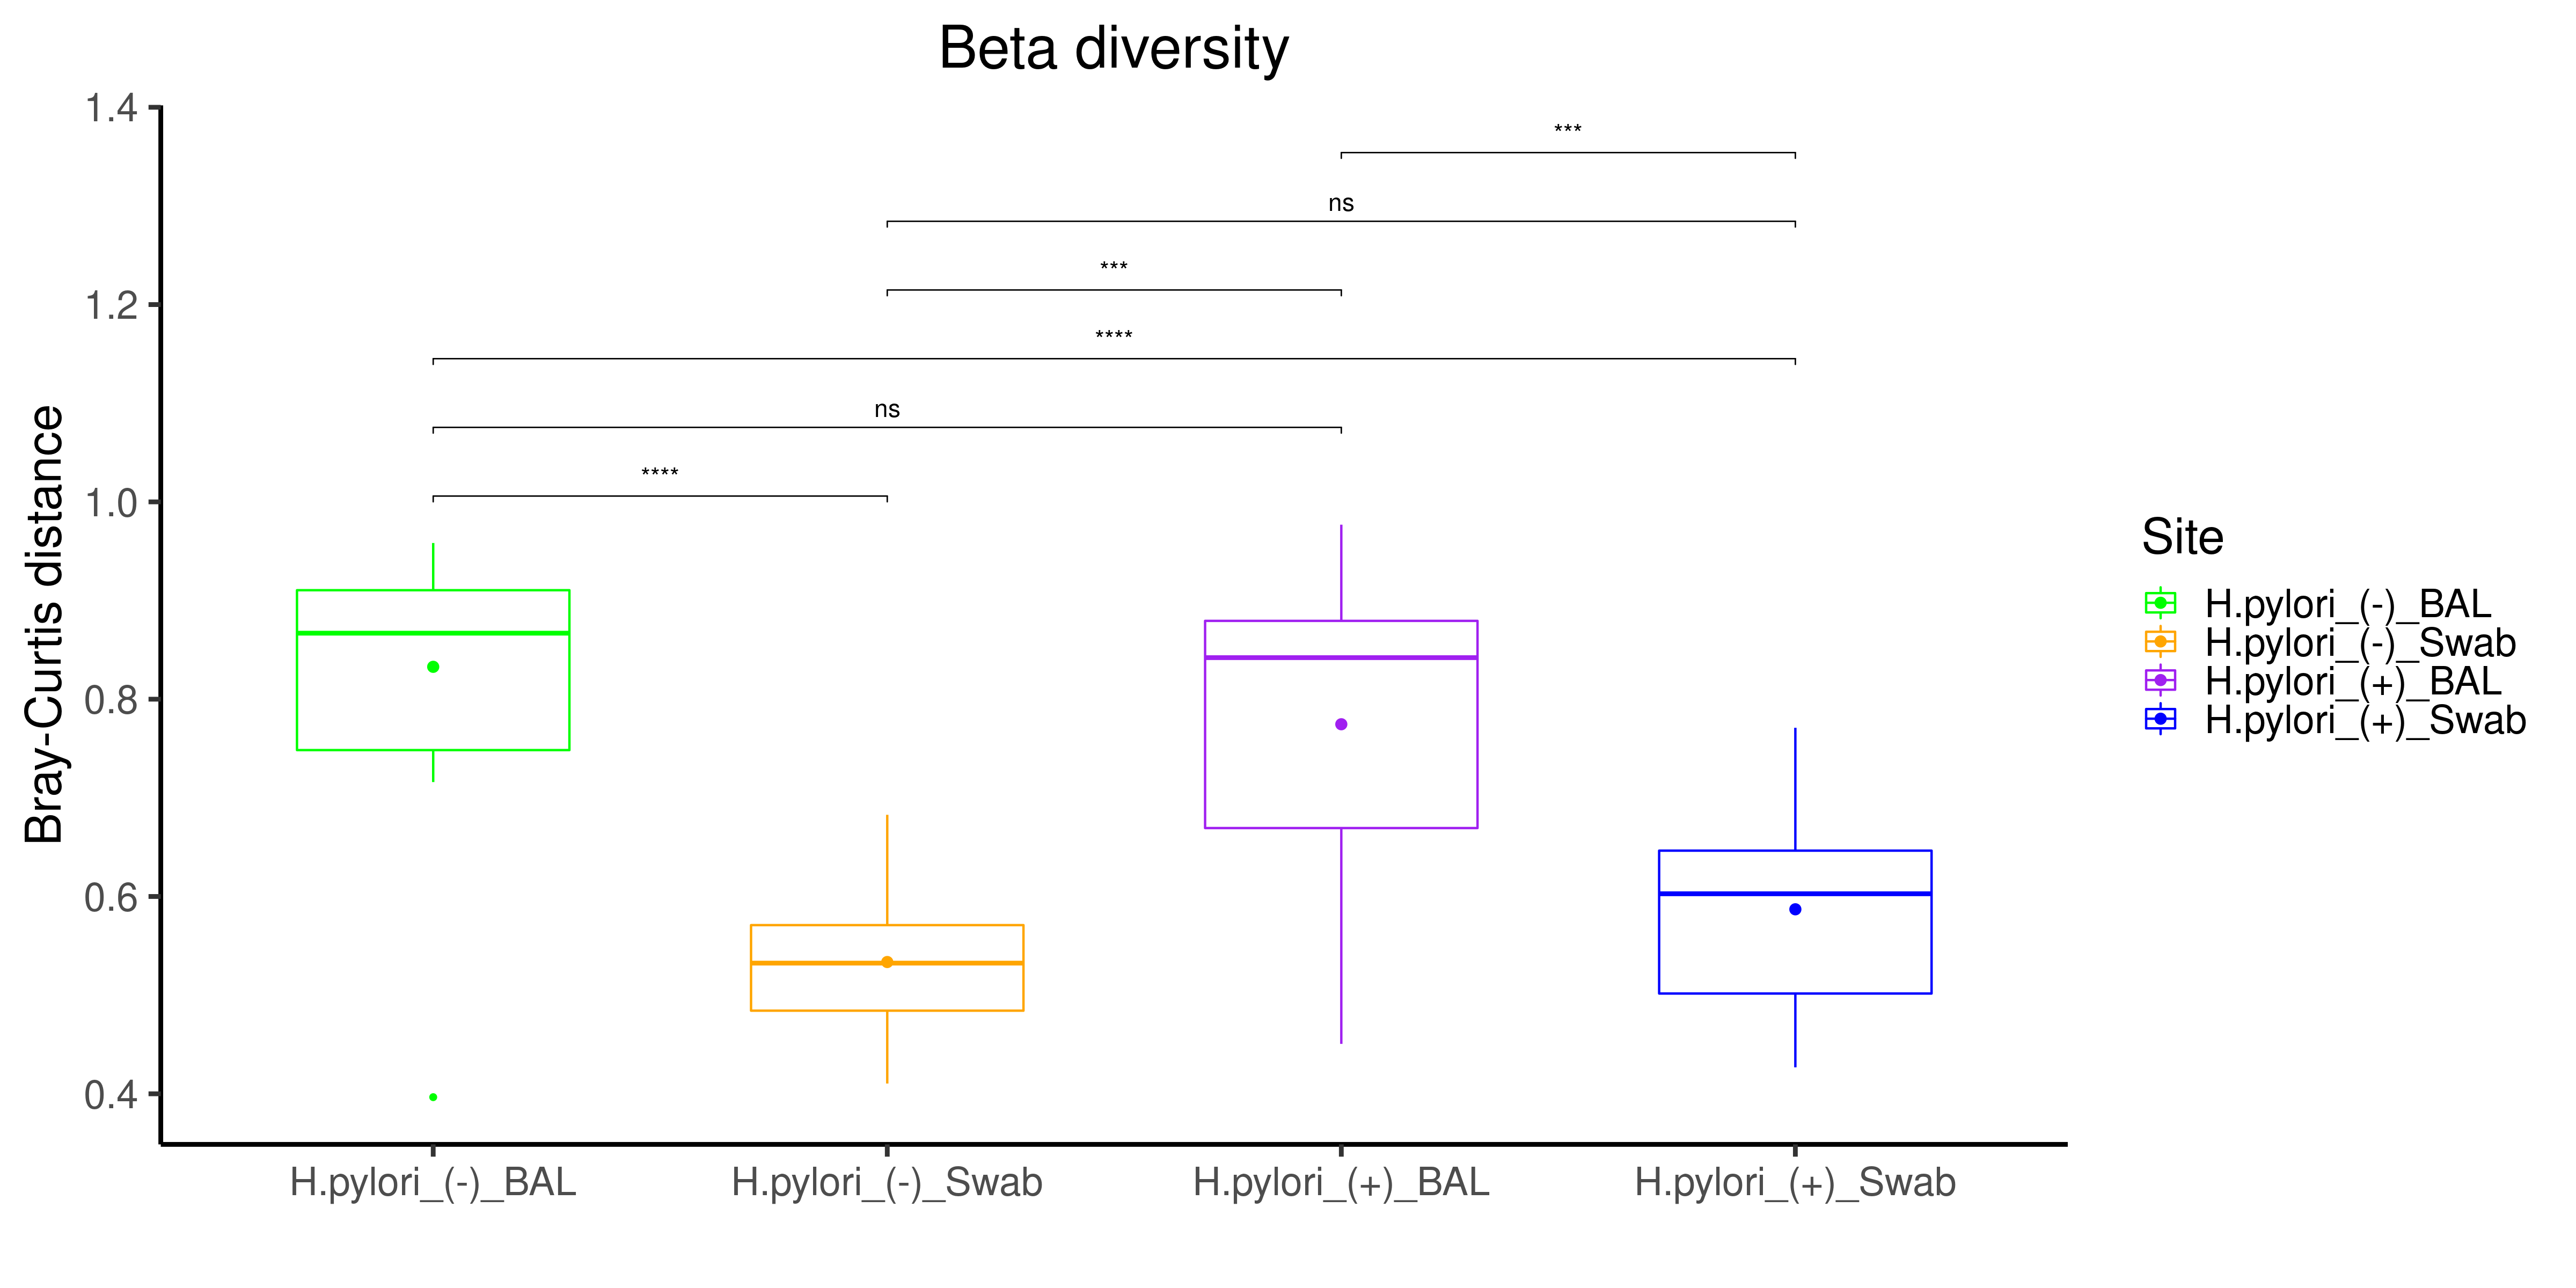 Beta diversity
1.4
1.2
1.0
0.8
0.6
0.4
Bray-Curtis distance
***
ns
***
****
ns
****
H.pylori_(-)_BAL
H.pylori_(-)_Swab
H.pylori_(+)_BAL
H.pylori_(+)_Swab
Site
H.pylori_(-)_BAL
H.pylori_(-)_Swab
H.pylori_(+)_BAL
H.pylori_(+)_Swab